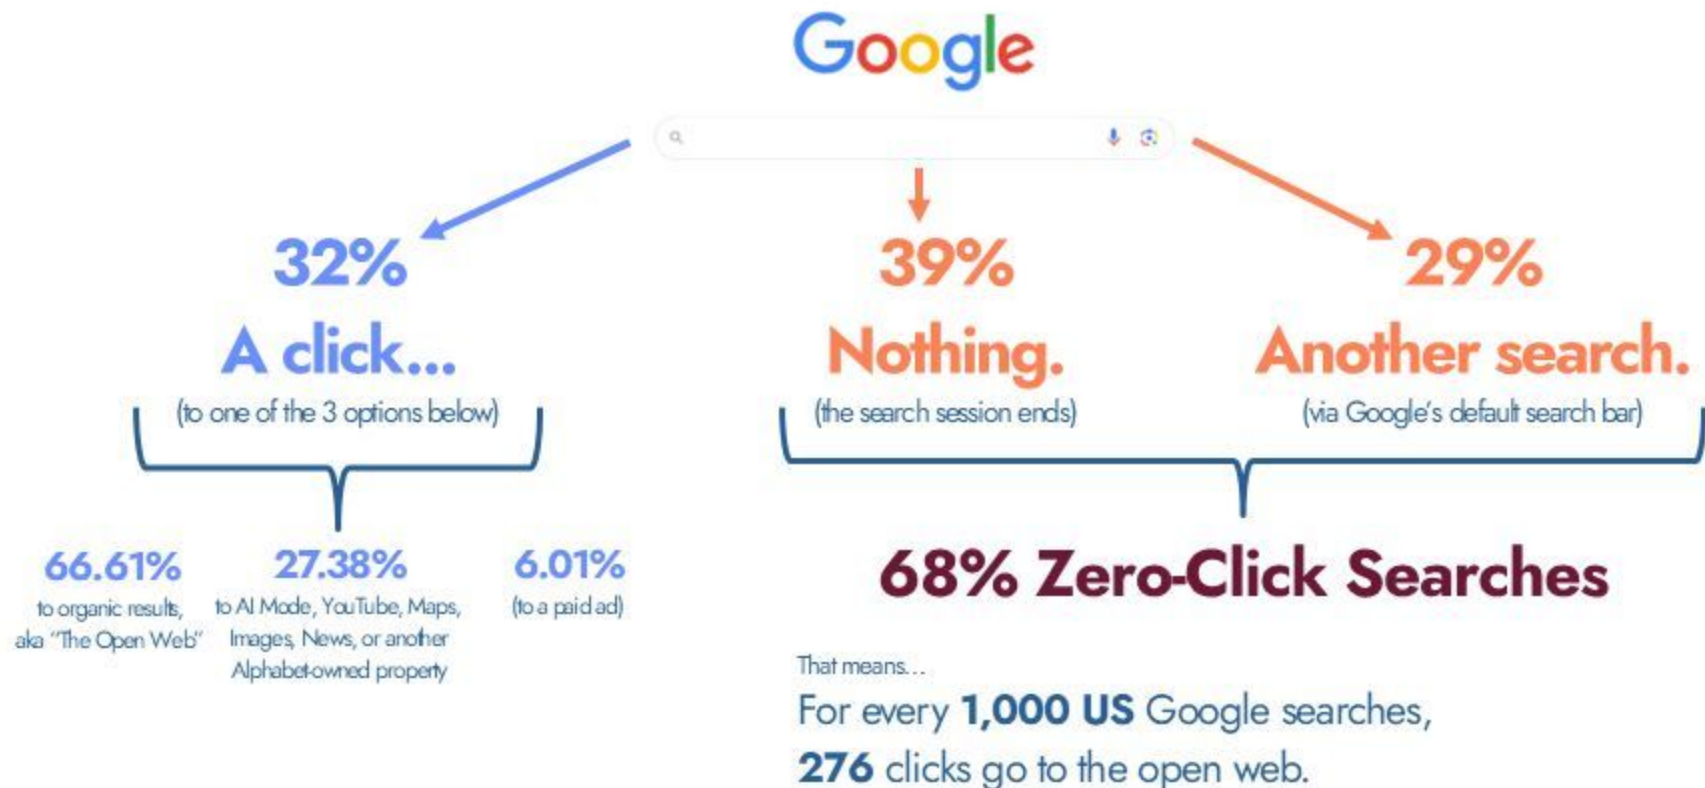 Google
32%
A click...
(to one of the 3 options below)
39%
Nothing.
(the search session ends)
29%
Another search.
(via Google's default search bar)
66.61%
to organic results,
aka "The Open Web"
27.38%
to AI Mode, YouTube, Maps,
Images, News, or another
Alphabet-owned property
6.01%
(to a paid ad)
68% Zero-Click Searches
That means...
For every 1,000 US Google searches,
276 clicks go to the open web.